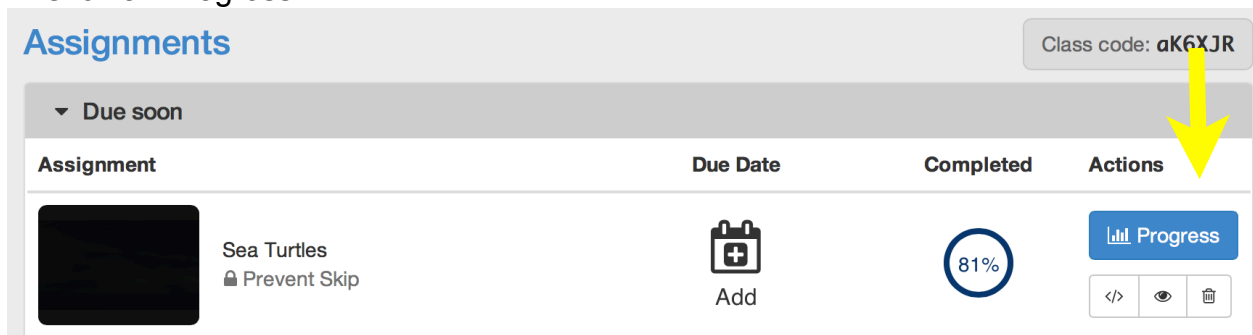 Assignments
Class code: aK6XJR
Due soon
Assignment Due Date Completed Actions
Sea Turtles
Prevent Skip
Add
81%
Progress
</>